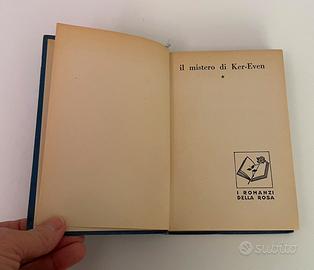 il mistero di Ker-Even
*
I ROMANZI
DELLA ROSA
subito